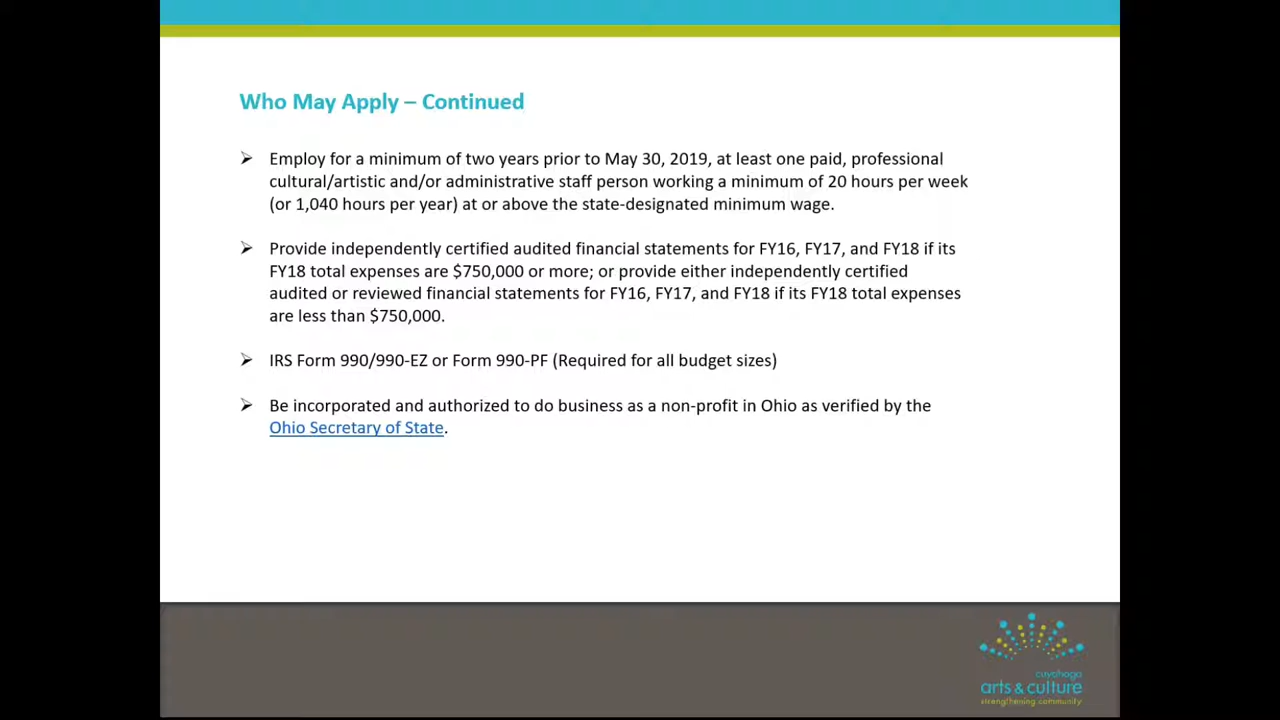 Who May Apply – Continued
➢ Employ for a minimum of two years prior to May 30, 2019, at least one paid, professional
cultural/artistic and/or administrative staff person working a minimum of 20 hours per week
(or 1,040 hours per year) at or above the state-designated minimum wage.
➢ Provide independently certified audited financial statements for FY16, FY17, and FY18 if its
FY18 total expenses are $750,000 or more; or provide either independently certified
audited or reviewed financial statements for FY16, FY17, and FY18 if its FY18 total expenses
are less than $750,000.
➢ IRS Form 990/990-EZ or Form 990-PF (Required for all budget sizes)
➢ Be incorporated and authorized to do business as a non-profit in Ohio as verified by the
Ohio Secretary of State.
cuyahoga
arts & culture
strengthening community